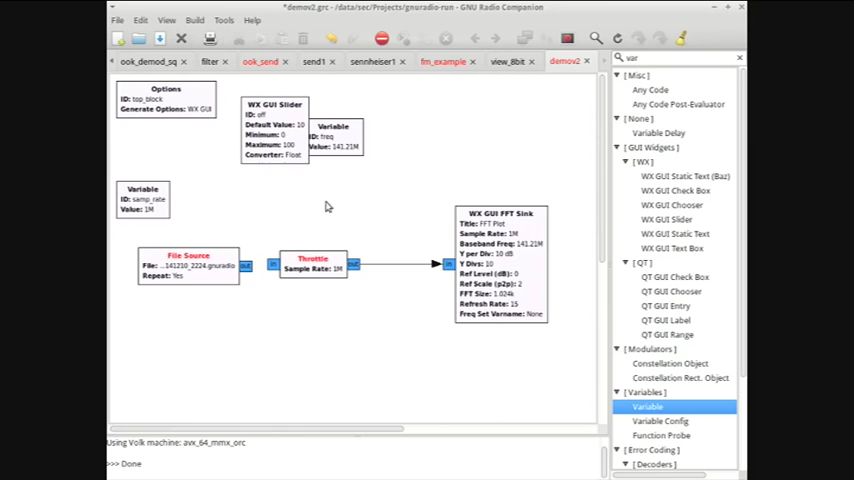 *demov2.grc - /data/sec/Projects/gnuradio-run - GNU Radio Companion
File Edit View Build Tools Help
ook_demod_sq filter ook_send send1 sennheiser1 fm_example view_8bit demov2
var
Options
ID: top_block
Generate Options: WX GUI
WX GUI Slider
ID: off
Default Value: 10
Minimum: 0
Maximum: 100
Converter: Float
Variable
ID: freq
Value: 141.21M
Variable
ID: samp_rate
Value: 1M
File Source
File: ...141210_2224.gnuradio
Repeat: Yes
out
in
Throttle
Sample Rate: 1M
out
in
WX GUI FFT Sink
Title: FFT Plot
Sample Rate: 1M
Baseband Freq: 141.21M
Y per Div: 10 dB
Y Divs: 10
Ref Level (dB): 0
Ref Scale (p2p): 2
FFT Size: 1.024k
Refresh Rate: 15
Freq Set Varname: None
[ Misc ]
Any Code
Any Code Post-Evaluator
[ None ]
Variable Delay
[ GUI Widgets ]
[ WX ]
WX GUI Static Text (Baz)
WX GUI Check Box
WX GUI Chooser
WX GUI Slider
WX GUI Static Text
WX GUI Text Box
[ QT ]
QT GUI Check Box
QT GUI Chooser
QT GUI Entry
QT GUI Label
QT GUI Range
[ Modulators ]
Constellation Object
Constellation Rect. Object
[ Variables ]
Variable
Variable Config
Function Probe
[ Error Coding ]
[ Decoders ]
Using Volk machine: avx_64_mmx_orc
>>> Done